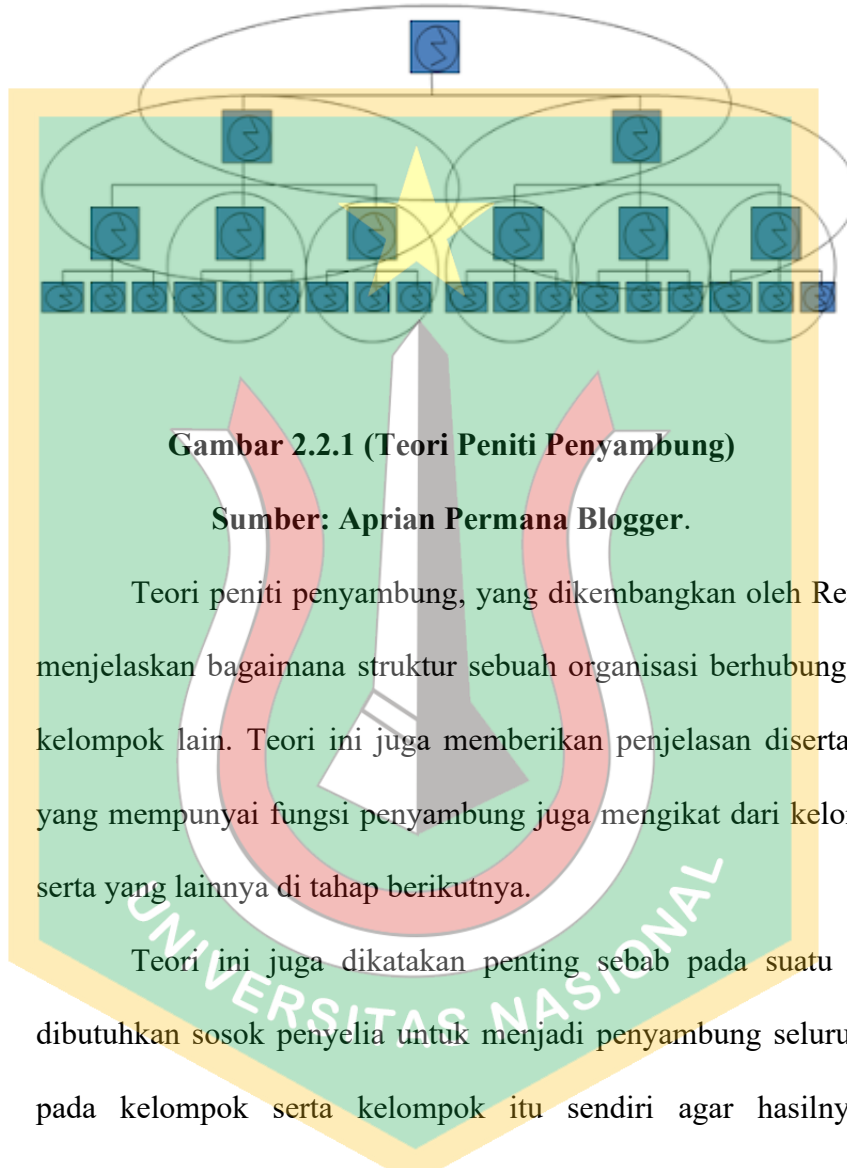 Gambar 2.2.1 (Teori Peniti Penyambung)
Sumber: Aprian Permana Blogger.
Teori peniti penyambung, yang dikembangkan oleh Re
menjelaskan bagaimana struktur sebuah organisasi berhubung
kelompok lain. Teori ini juga memberikan penjelasan diserta
yang mempunyai fungsi penyambung juga mengikat dari kelo
serta yang lainnya di tahap berikutnya.
Teori ini juga dikatakan penting sebab pada suatu
dibutuhkan sosok penyelia untuk menjadi penyambung seluru
pada kelompok serta kelompok itu sendiri agar hasilny
UNIVERSITAS NASIONAL